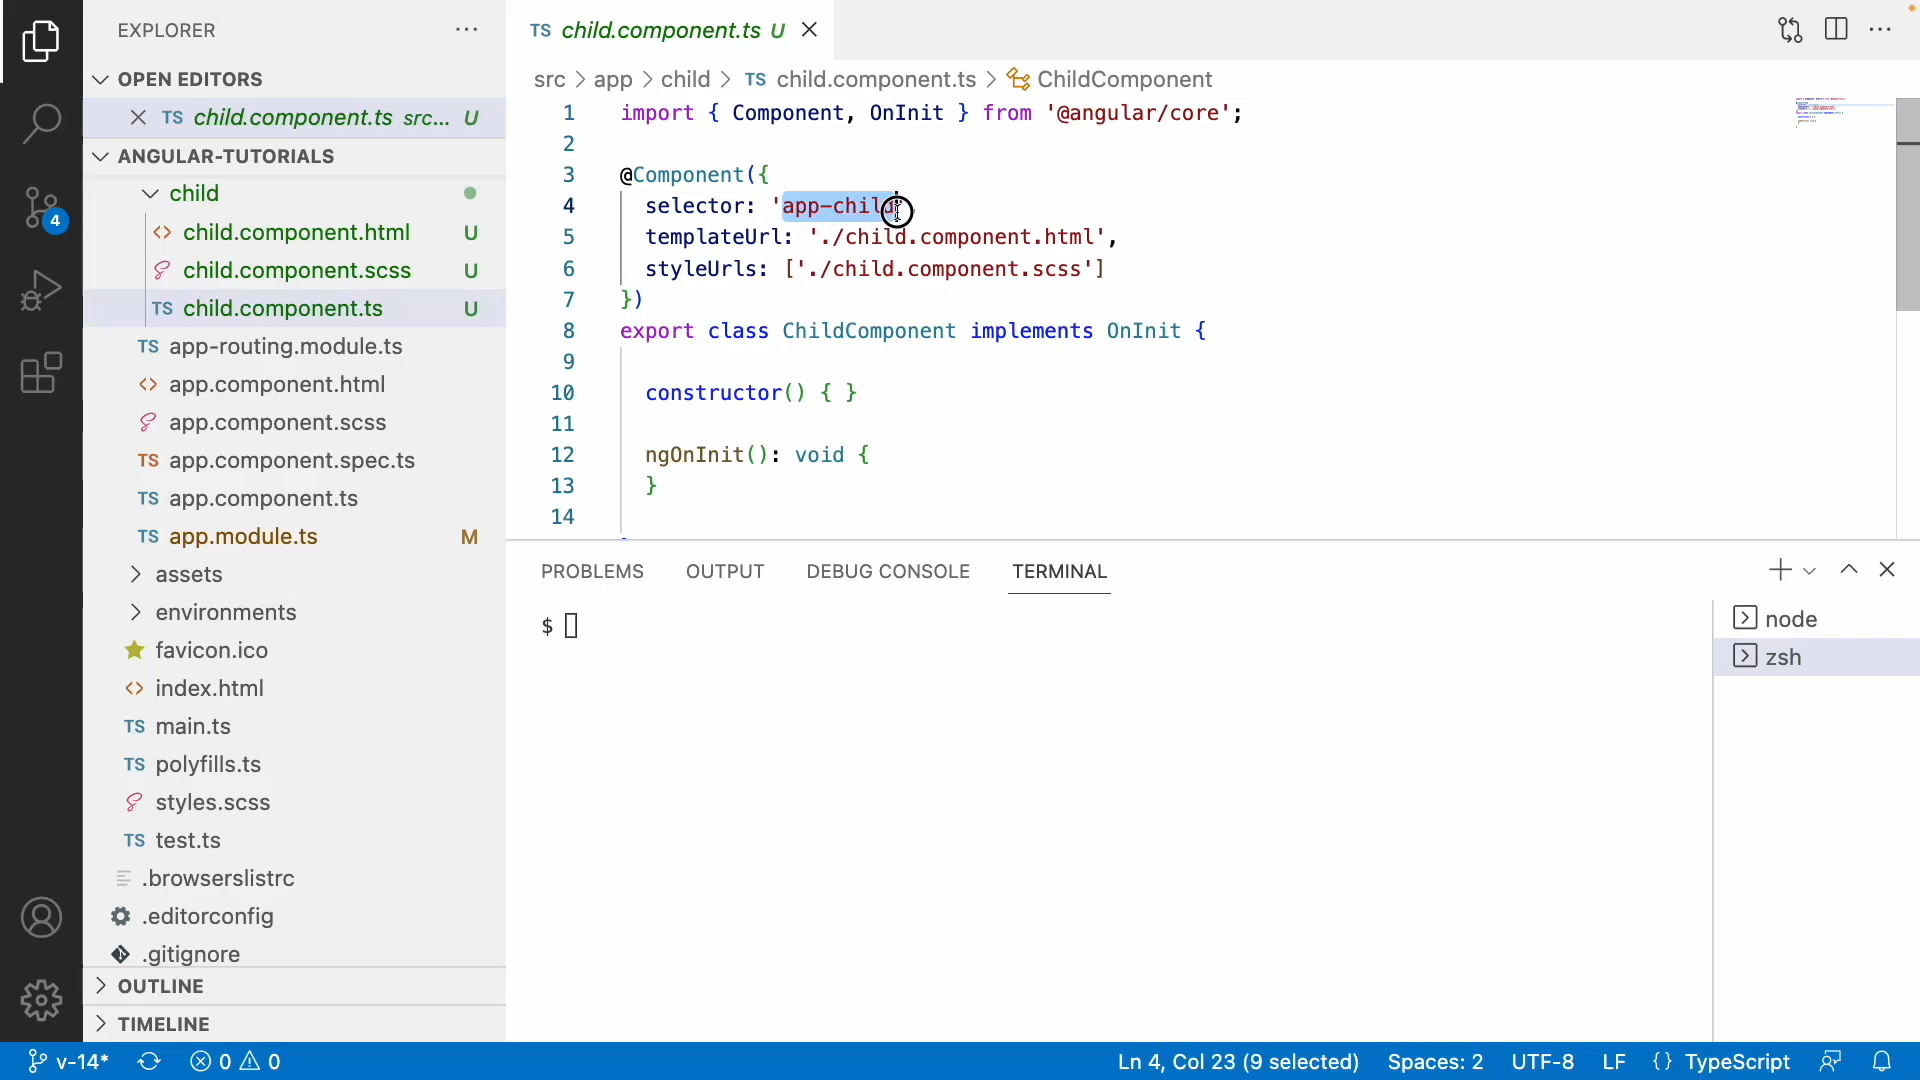 EXPLORER
OPEN EDITORS
TS child.component.ts src... U
ANGULAR-TUTORIALS
child
<> child.component.html U
child.component.scss U
TS child.component.ts U
TS app-routing.module.ts
<> app.component.html
app.component.scss
TS app.component.spec.ts
TS app.component.ts
TS app.module.ts M
assets
environments
favicon.ico
<> index.html
TS main.ts
TS polyfills.ts
styles.scss
TS test.ts
.browserslistrc
.editorconfig
.gitignore
OUTLINE
TIMELINE
4
TS child.component.ts U
src > app > child > TS child.component.ts > ChildComponent
1 import { Component, OnInit } from '@angular/core';
2
3 @Component({
4 selector: 'app-child
5 templateUrl: './child.component.html',
6 styleUrls: ['./child.component.scss']
7 })
8 export class ChildComponent implements OnInit {
9
10 constructor() { }
11
12 ngOnInit(): void {
13 }
14
PROBLEMS OUTPUT DEBUG CONSOLE TERMINAL
$
node
zsh
v-14* 0 0 Ln 4, Col 23 (9 selected) Spaces: 2 UTF-8 LF {} TypeScript